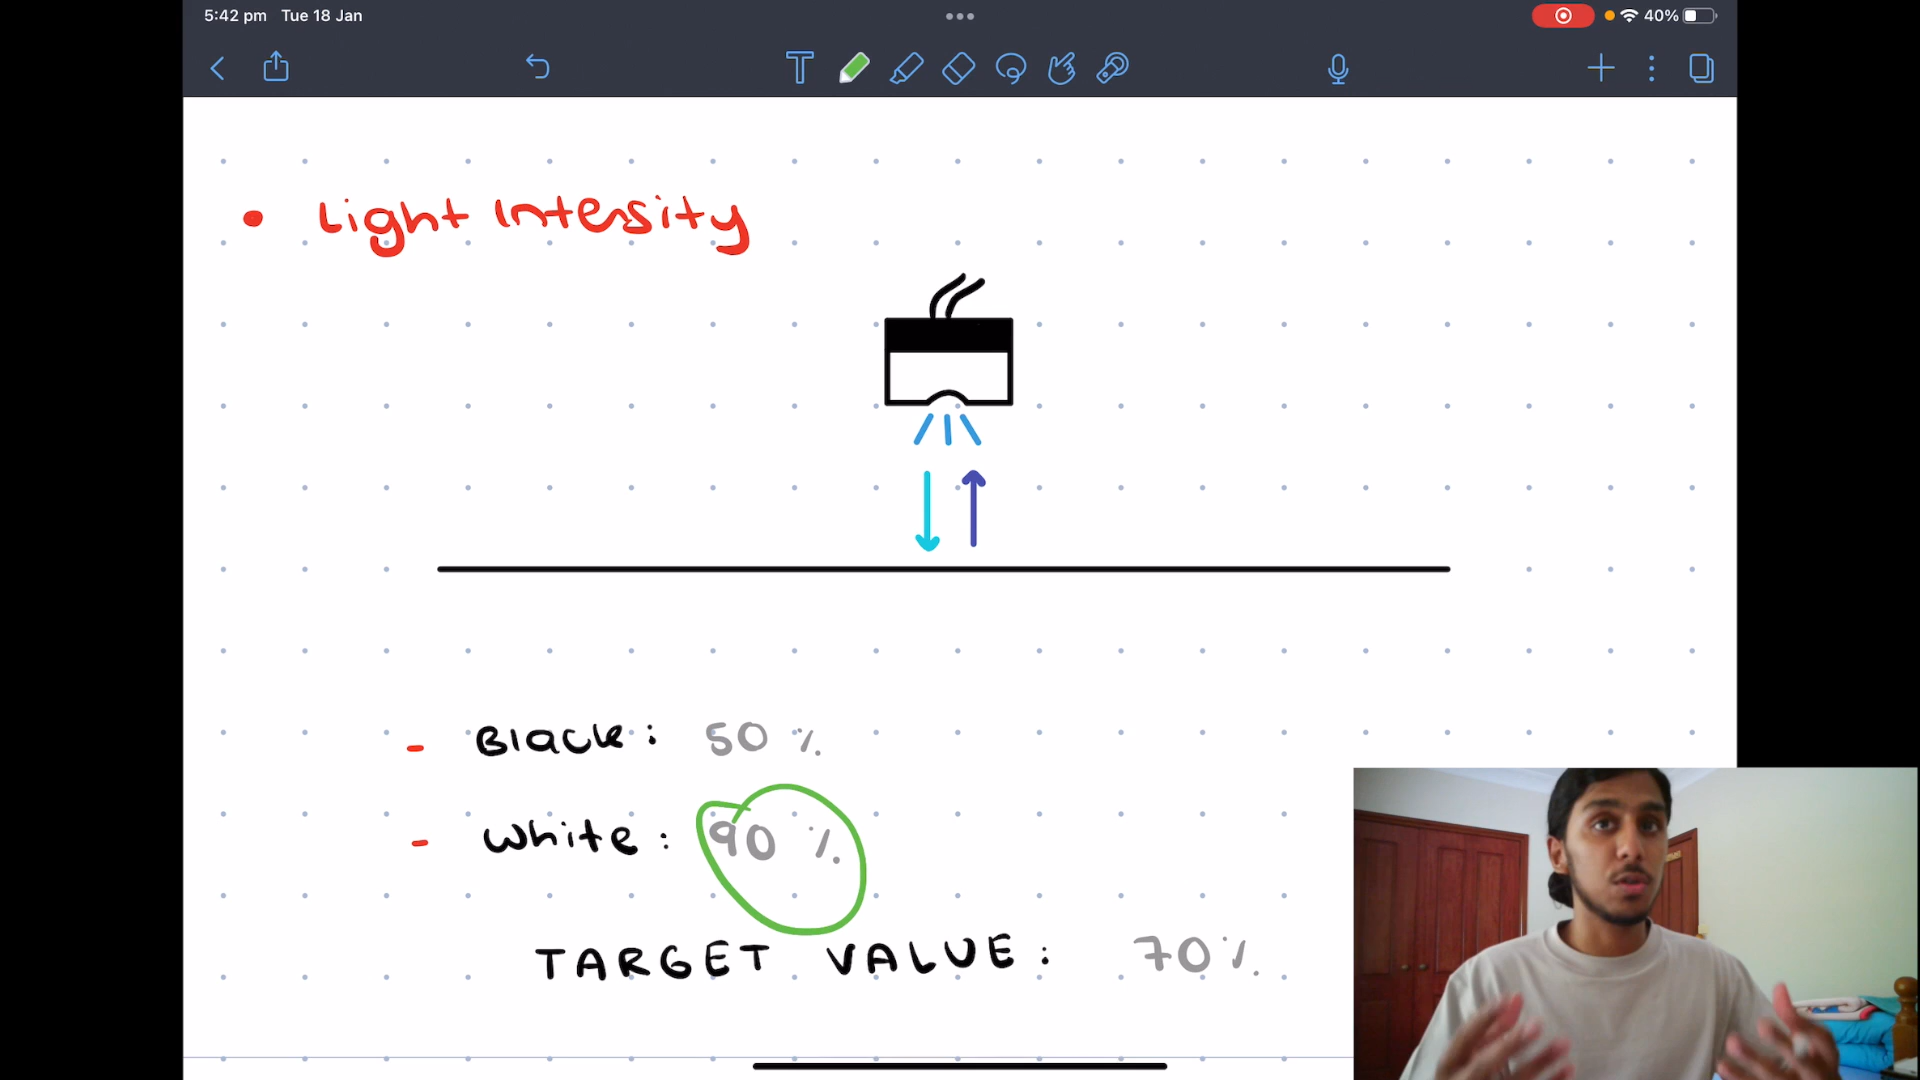 5:42 pm Tue 18 Jan 40%
• Light Intensity
- Black: 50 %
- White: 90 %
TARGET VALUE: 70%